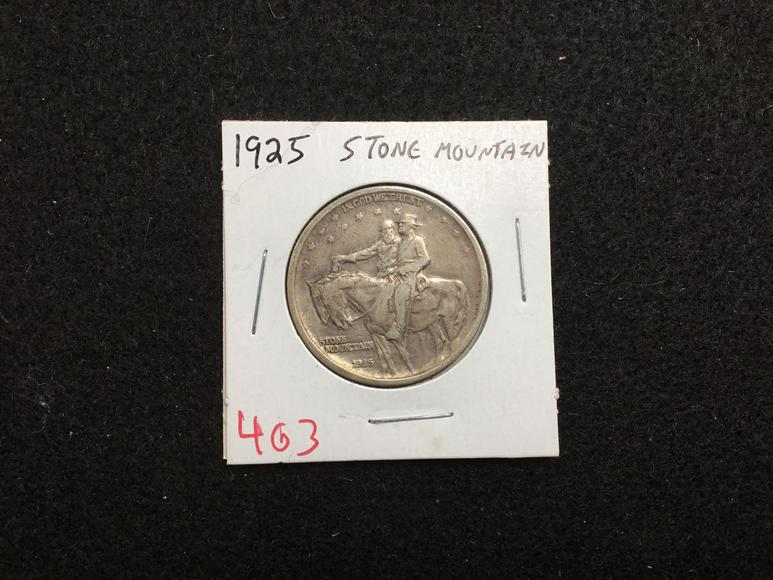 1925 STONE MOUNTAIN
IN GOD WE TRUST
STONE
MOUNTAIN
1925
403